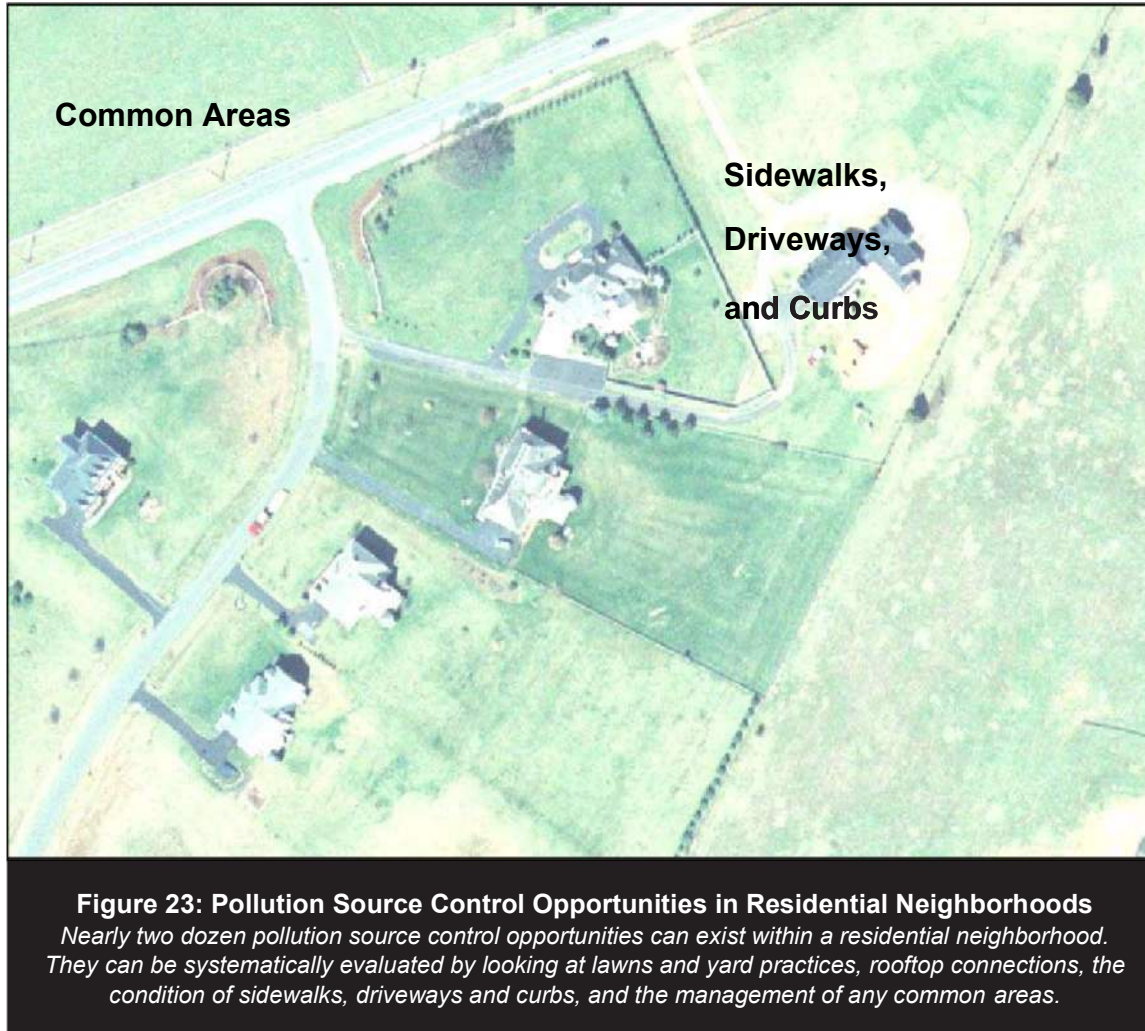 Common Areas
Sidewalks,
Driveways,
and Curbs
Figure 23: Pollution Source Control Opportunities in Residential Neighborhoods
Nearly two dozen pollution source control opportunities can exist within a residential neighborhood.
They can be systematically evaluated by looking at lawns and yard practices, rooftop connections, the
condition of sidewalks, driveways and curbs, and the management of any common areas.